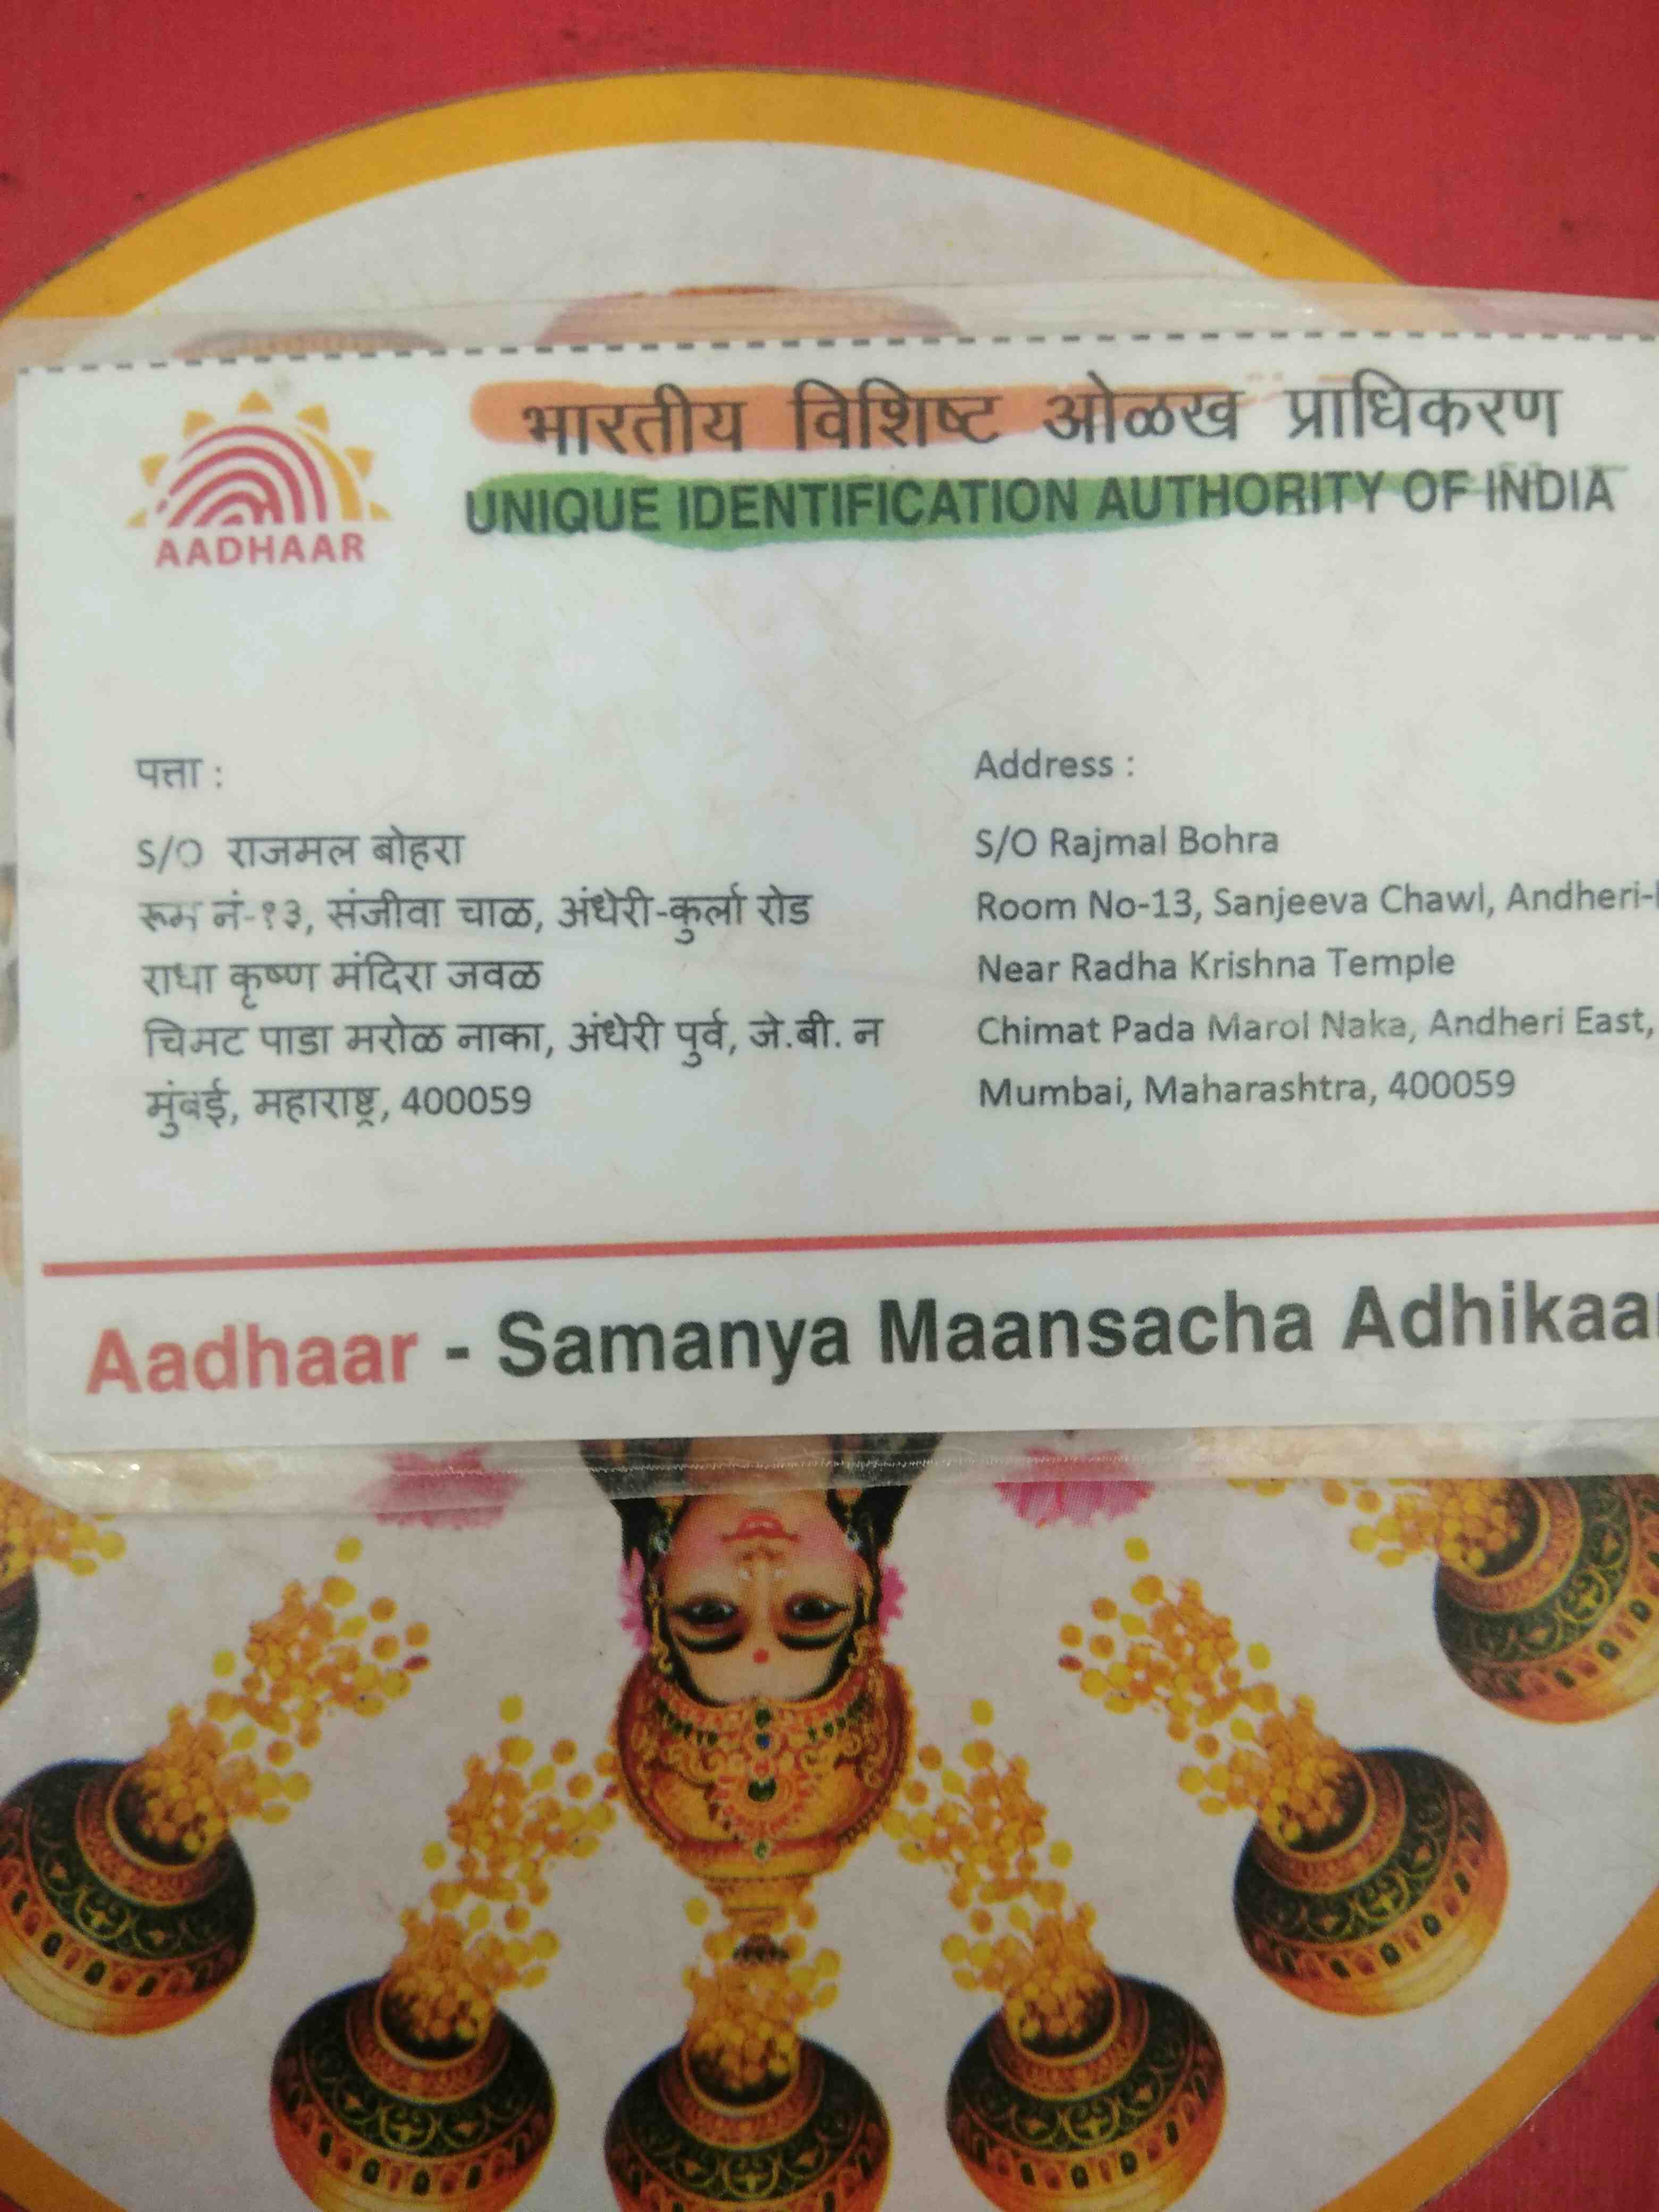 भारतीय विशिष्ट ओळख प्राधिकरण
UNIQUE IDENTIFICATION AUTHORITY OF INDIA
AADHAAR
पत्ता :
S/O राजमल बोहरा
रूम नं-१३, संजीवा चाळ, अंधेरी-कुर्ला रोड
राधा कृष्ण मंदिरा जवळ
चिमट पाडा मरोळ नाका, अंधेरी पुर्व, जे.बी. न
मुंबई, महाराष्ट्र, 400059
Address :
S/O Rajmal Bohra
Room No-13, Sanjeeva Chawl, Andheri-
Near Radha Krishna Temple
Chimat Pada Marol Naka, Andheri East,
Mumbai, Maharashtra, 400059
Aadhaar - Samanya Maansacha Adhikaa